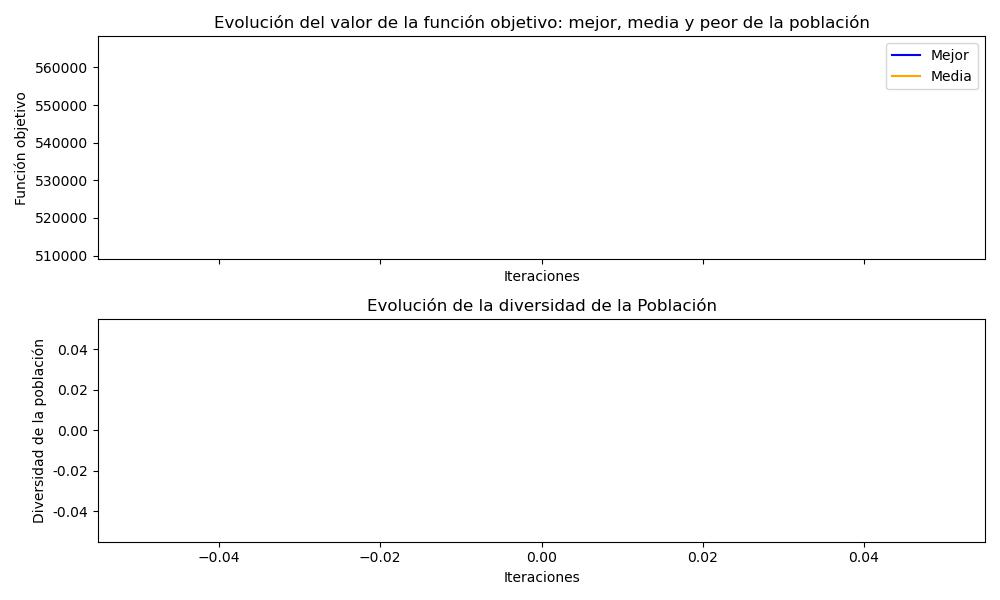 Evolución del valor de la función objetivo: mejor, media y peor de la población
Mejor
Media
560000
550000
540000
530000
520000
510000
Función objetivo
Iteraciones
Evolución de la diversidad de la Población
0.04
0.02
0.00
-0.02
-0.04
Diversidad de la población
−0.04
−0.02
0.00
0.02
0.04
Iteraciones